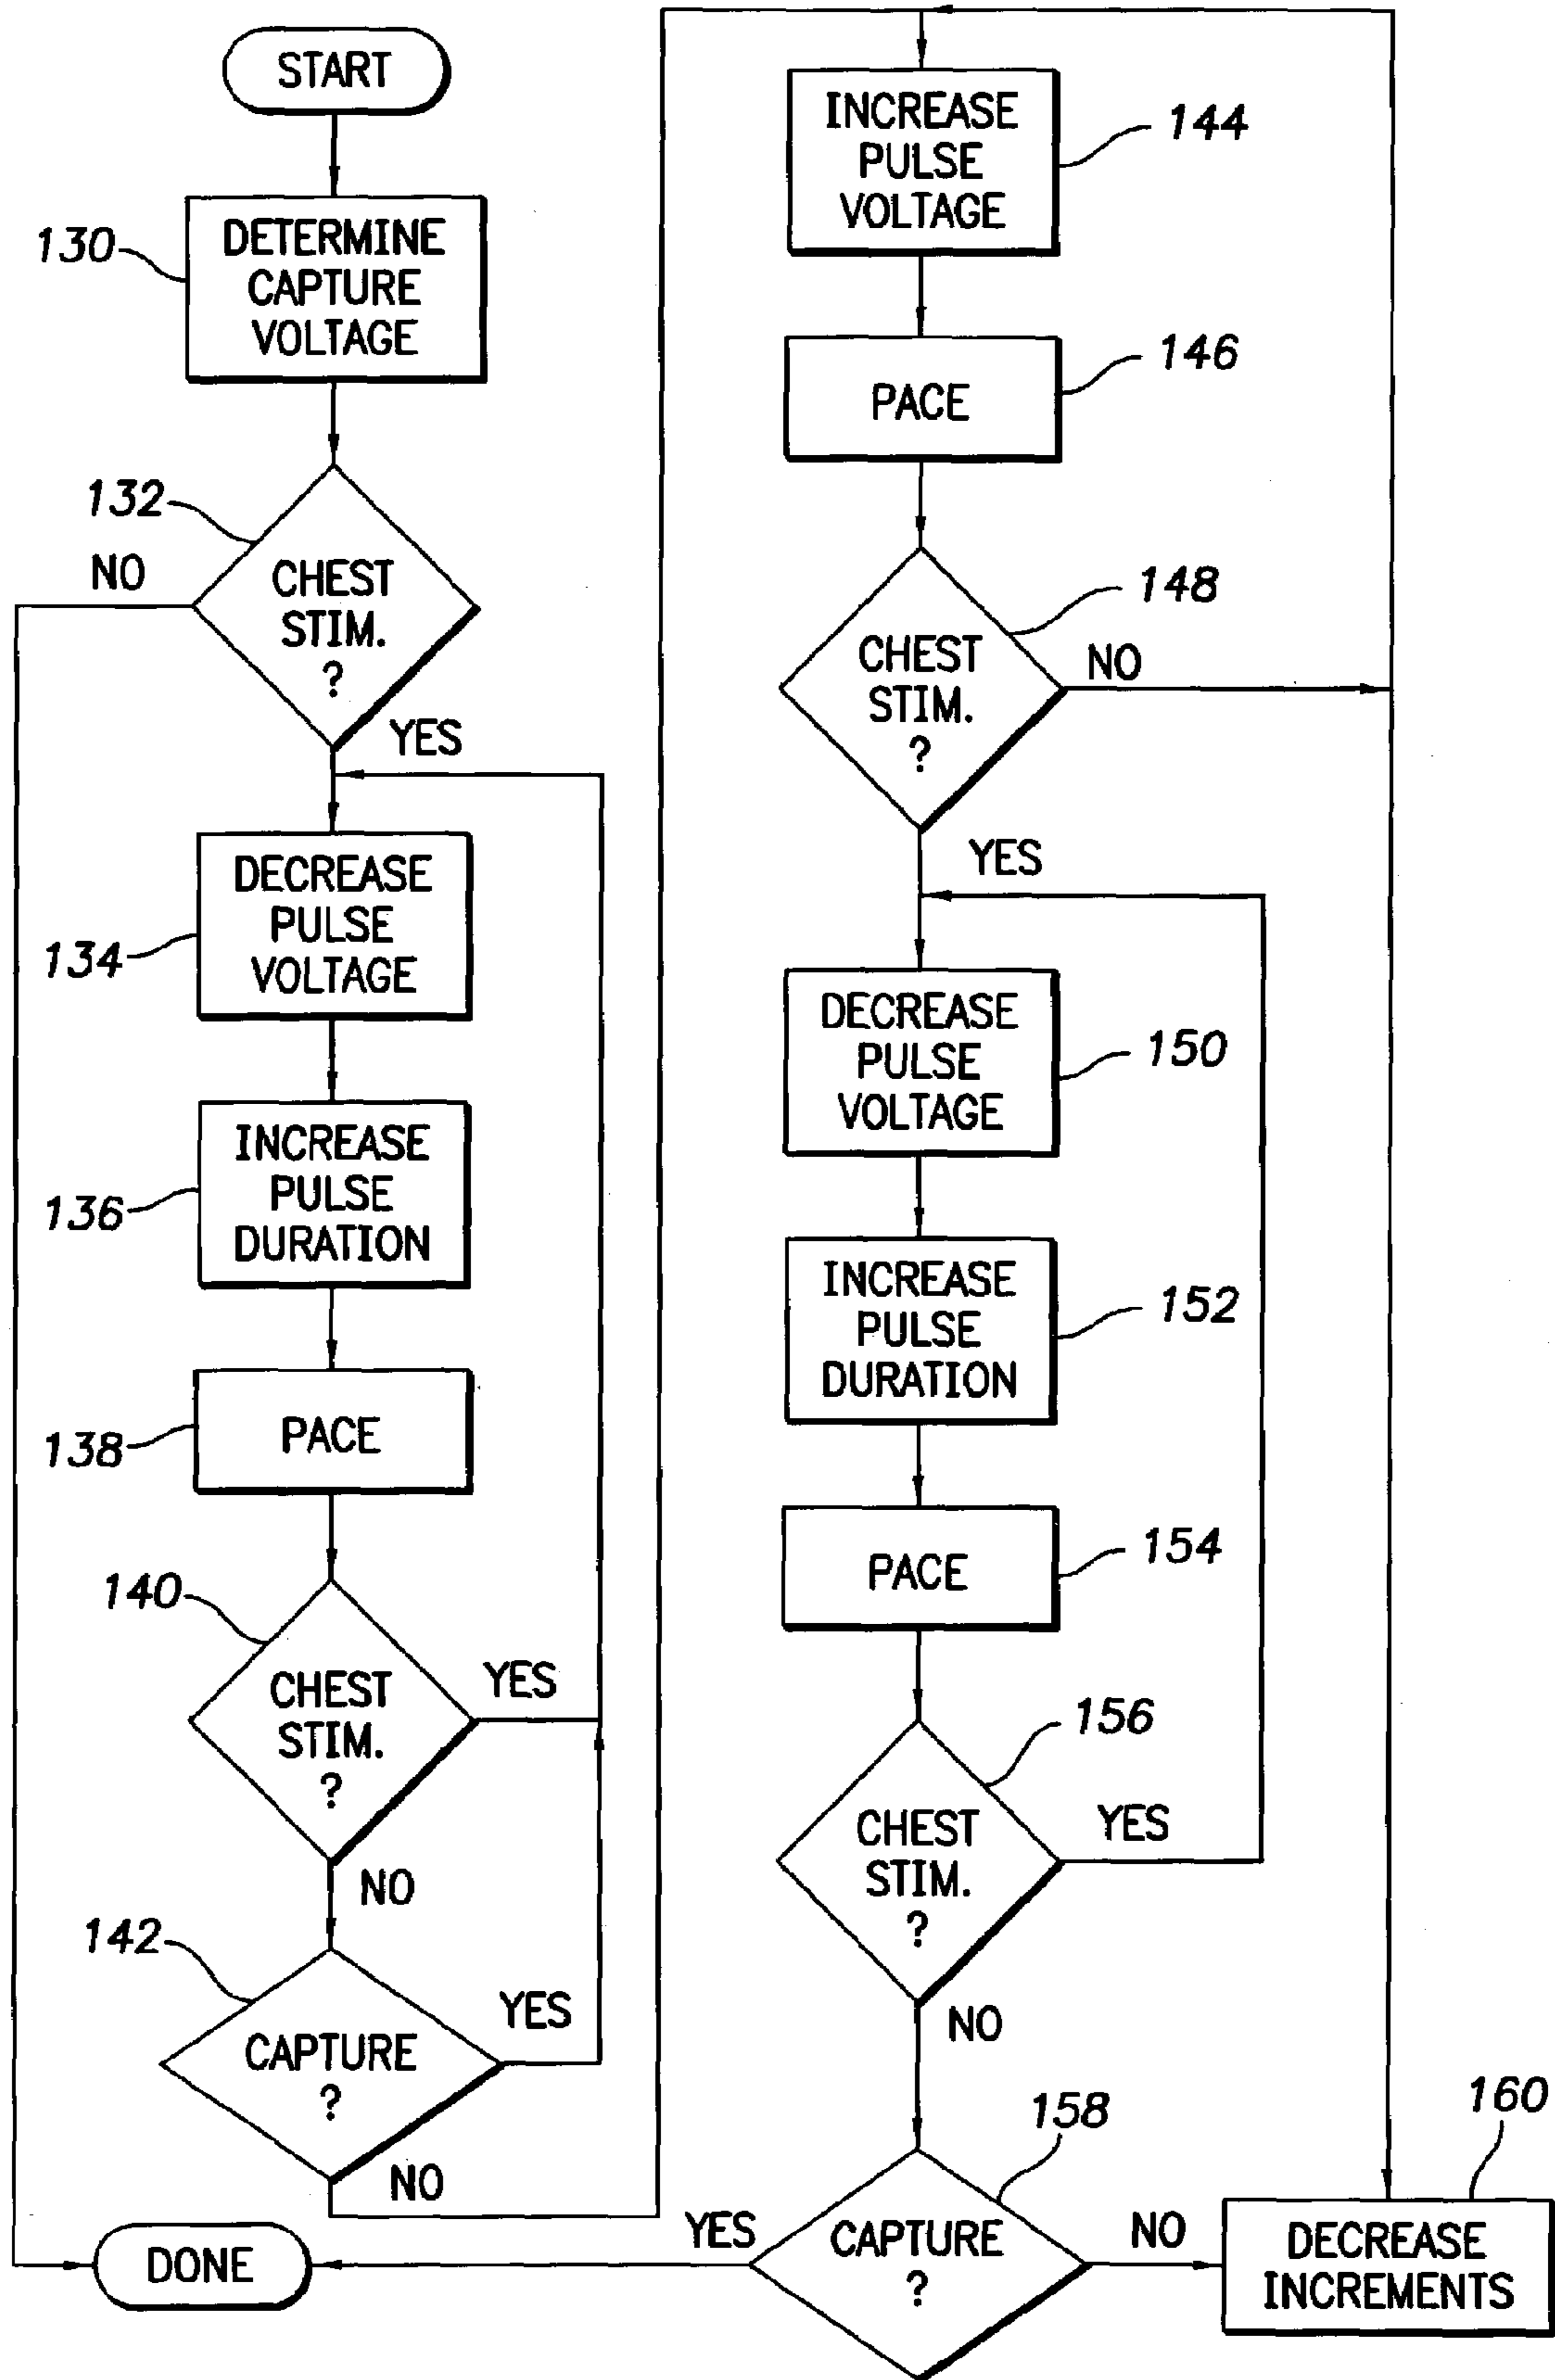 START
130
DETERMINE
CAPTURE
VOLTAGE
132
NO
CHEST
STIM.
?
YES
134
DECREASE
PULSE
VOLTAGE
136
INCREASE
PULSE
DURATION
138
PACE
140
CHEST
STIM.
?
YES
NO
142
CAPTURE
?
YES
NO
DONE
INCREASE
PULSE
VOLTAGE
144
PACE
146
CHEST
STIM.
?
148
NO
YES
DECREASE
PULSE
VOLTAGE
150
INCREASE
PULSE
DURATION
152
PACE
154
CHEST
STIM.
?
156
YES
NO
158
YES
CAPTURE
?
NO
160
DECREASE
INCREMENTS